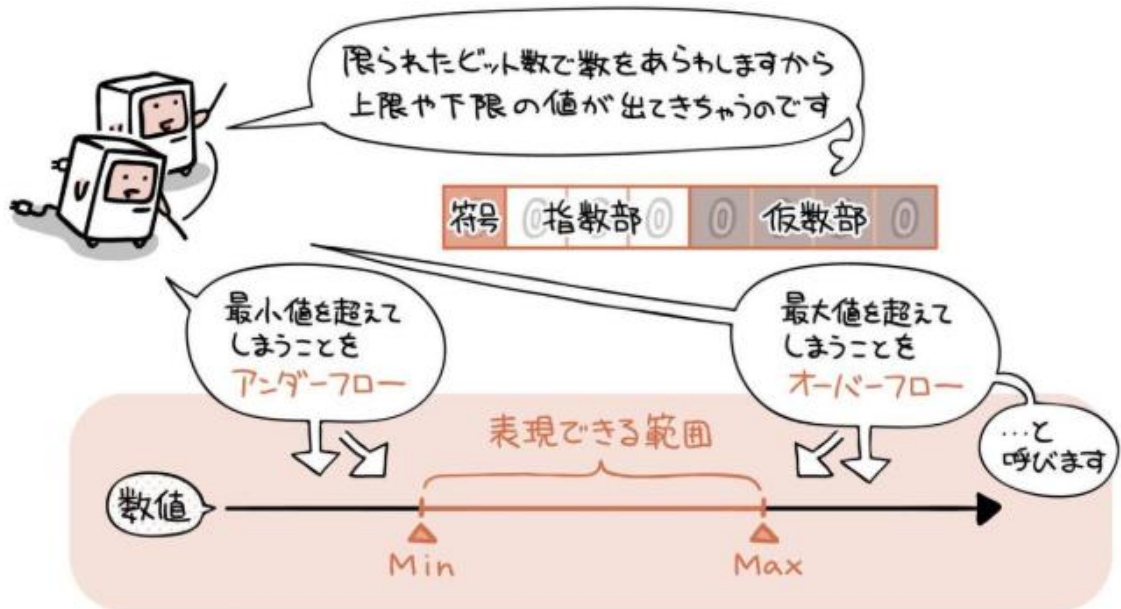 限られたビット数で数をあらわしますから
上限や下限の値が出てきちゃうのです
符号 0 指数部 0 0 仮数部 0
最小値を超えて
しまうことを
アンダーフロー
最大値を超えて
しまうことを
オーバーフロー
…と
呼びます
表現できる範囲
数値
Min
Max